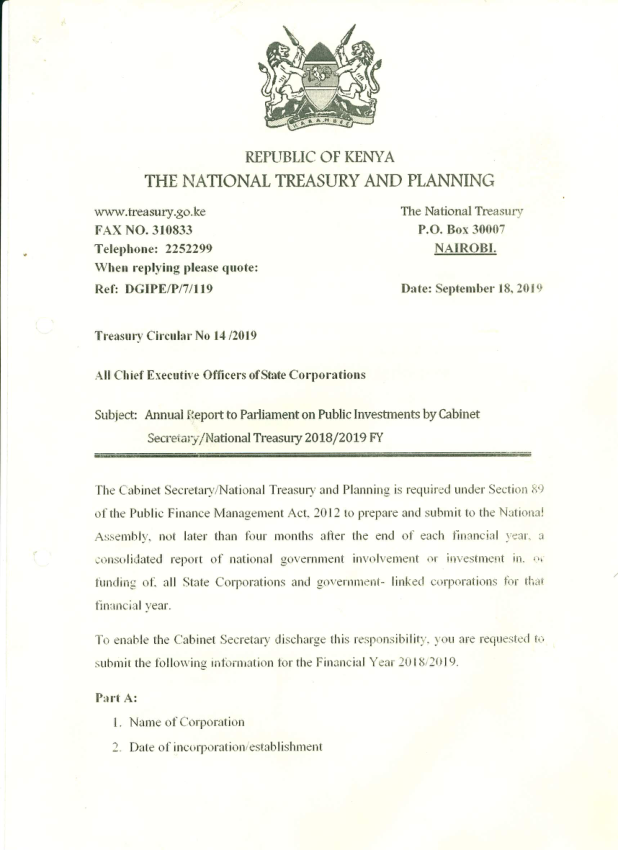 HARAMBEE
REPUBLIC OF KENYA
THE NATIONAL TREASURY AND PLANNING
www.treasury.go.ke
FAX NO. 310833
Telephone: 2252299
When replying please quote:
Ref: DGIPE/P/7/119
The National Treasury
P.O. Box 30007
NAIROBI.
Date: September 18, 2019
Treasury Circular No 14 /2019
All Chief Executive Officers of State Corporations
Subject: Annual Report to Parliament on Public Investments by Cabinet
Secretary/National Treasury 2018/2019 FY
The Cabinet Secretary/National Treasury and Planning is required under Section 89
of the Public Finance Management Act, 2012 to prepare and submit to the National
Assembly, not later than four months after the end of each financial year, a
consolidated report of national government involvement or investment in, or
funding of, all State Corporations and government- linked corporations for that
financial year.
To enable the Cabinet Secretary discharge this responsibility, you are requested to
submit the following information for the Financial Year 2018/2019.
Part A:
1. Name of Corporation
2. Date of incorporation/establishment